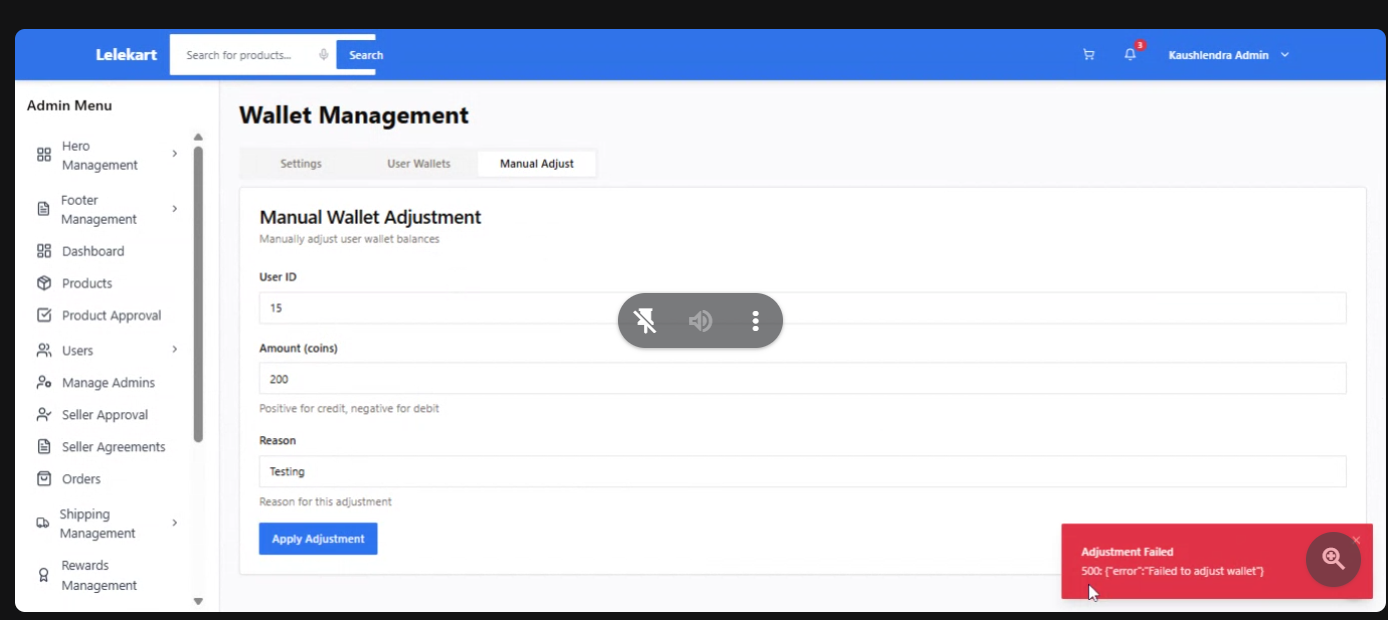 Lelekart
Search for products...
Search
3
Kaushlendra Admin
Admin Menu
Hero
Management
Footer
Management
Dashboard
Products
Product Approval
Users
Manage Admins
Seller Approval
Seller Agreements
Orders
Shipping
Management
Rewards
Management
Wallet Management
Settings
User Wallets
Manual Adjust
Manual Wallet Adjustment
Manually adjust user wallet balances
User ID
15
Amount (coins)
200
Positive for credit, negative for debit
Reason
Testing
Reason for this adjustment
Apply Adjustment
Adjustment Failed
500: {"error":"Failed to adjust wallet"}